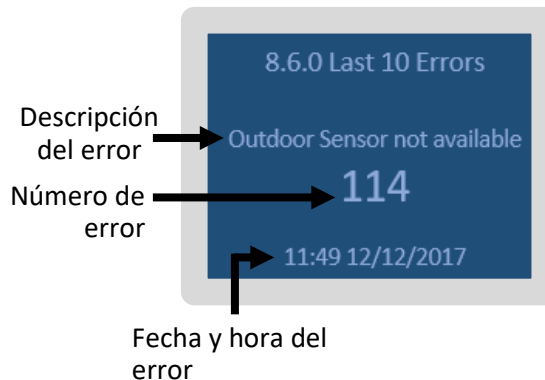 8.6.0 Last 10 Errors
Descripción
del error
Outdoor Sensor not available
Número de
error
114
11:49 12/12/2017
Fecha y hora del
error